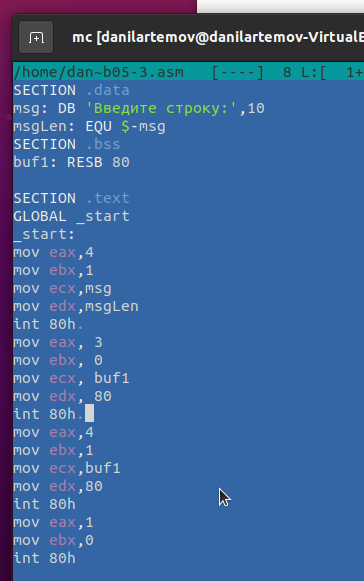 mc [danilartemov@danilartemov-VirtualB
/home/dan~b05-3.asm [----] 8 L:[ 1+
SECTION .data
msg: DB 'Введите строку:',10
msgLen: EQU $-msg
SECTION .bss
buf1: RESB 80
SECTION .text
GLOBAL _start
_start:
mov eax,4
mov ebx,1
mov ecx,msg
mov edx,msgLen
int 80h.
mov eax, 3
mov ebx, 0
mov ecx, buf1
mov edx, 80
int 80h.
mov eax,4
mov ebx,1
mov ecx,buf1
mov edx,80
int 80h
mov eax,1
mov ebx,0
int 80h